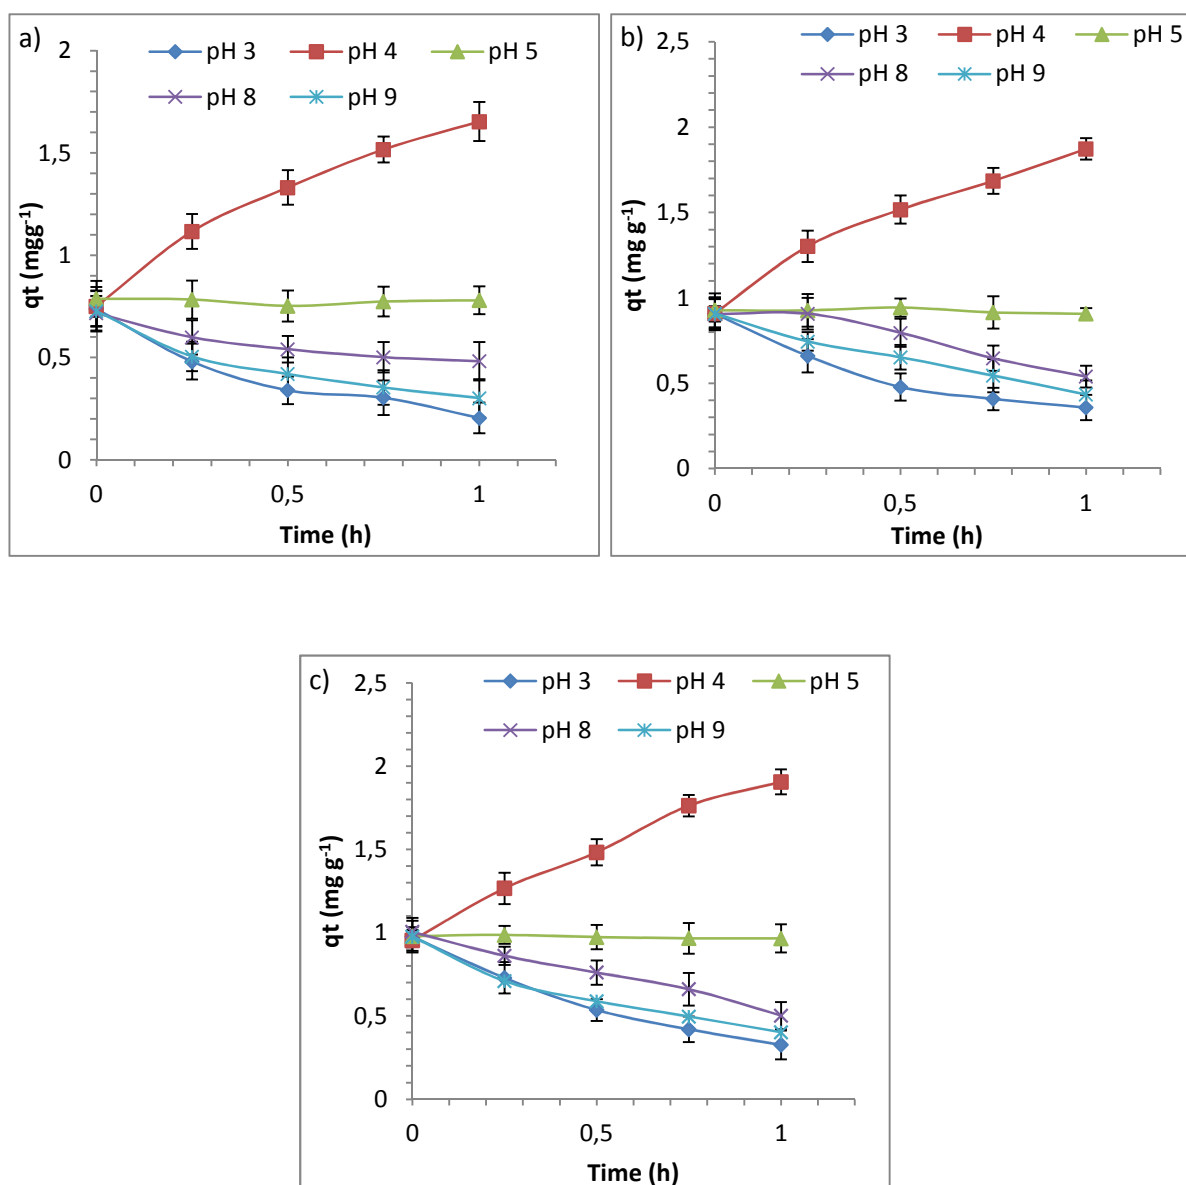 a)
pH 3 pH 4 pH 5
pH 8 pH 9
2
1,5
1
0,5
0
qt (mgg-1)
0 0,5 1
Time (h)
b)
pH 3 pH 4 pH 5
pH 8 pH 9
2,5
2
1,5
1
0,5
0
qt (mg g-1)
0 0,5 1
Time (h)
c)
pH 3 pH 4 pH 5
pH 8 pH 9
2,5
2
1,5
1
0,5
0
qt (mg g-1)
0 0,5 1
Time (h)